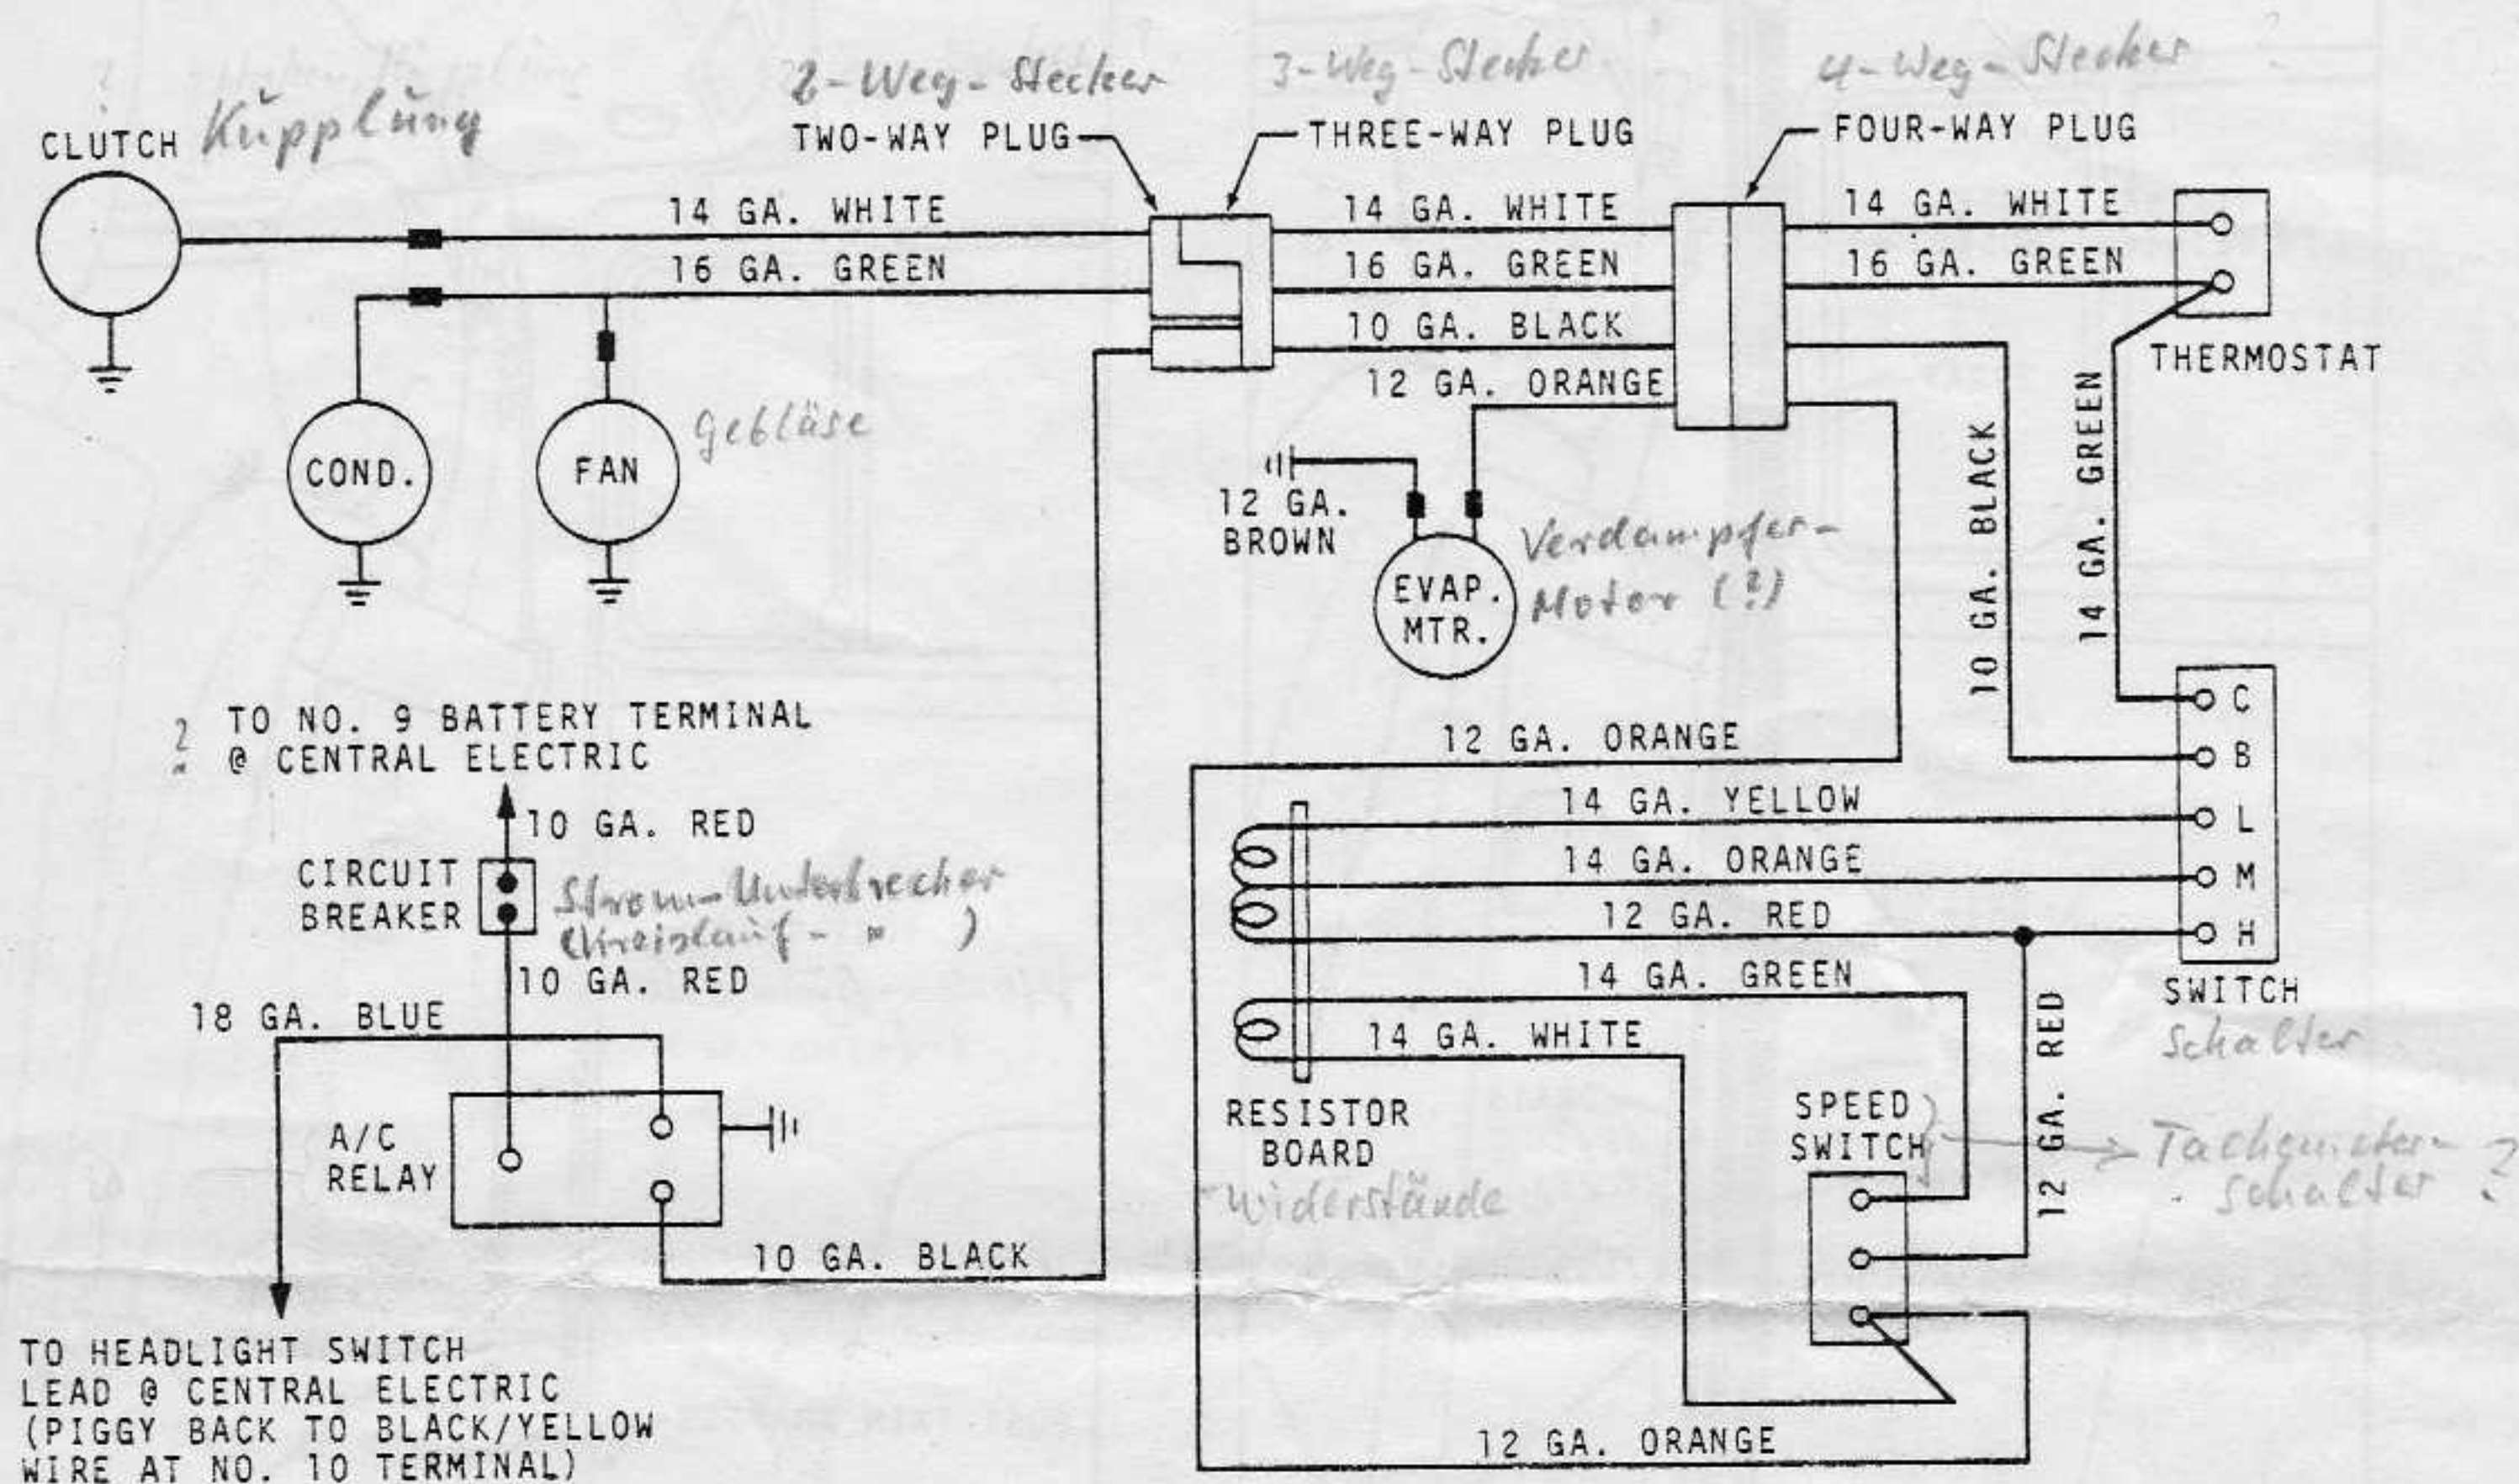 2-Weg-Stecker
3-Weg-Stecker
4-Weg-Stecker
CLUTCH
Kupplung
TWO-WAY PLUG
THREE-WAY PLUG
FOUR-WAY PLUG
14 GA. WHITE
14 GA. WHITE
14 GA. WHITE
16 GA. GREEN
16 GA. GREEN
16 GA. GREEN
10 GA. BLACK
THERMOSTAT
12 GA. ORANGE
COND.
FAN
Gebläse
12 GA.
BROWN
EVAP.
MTR.
Verdampfer-
Motor (?)
10 GA. BLACK
14 GA. GREEN
? TO NO. 9 BATTERY TERMINAL
@ CENTRAL ELECTRIC
12 GA. ORANGE
C
B
L
M
H
SWITCH
Schalter
10 GA. RED
CIRCUIT
BREAKER
Strom-Unterbrecher
(Kreislauf- " )
10 GA. RED
14 GA. YELLOW
14 GA. ORANGE
12 GA. RED
14 GA. GREEN
14 GA. WHITE
18 GA. BLUE
A/C
RELAY
RESISTOR
BOARD
Widerstände
SPEED
SWITCH
12 GA. RED
Tachometer-
Schalter ?
10 GA. BLACK
TO HEADLIGHT SWITCH
LEAD @ CENTRAL ELECTRIC
(PIGGY BACK TO BLACK/YELLOW
WIRE AT NO. 10 TERMINAL)
12 GA. ORANGE